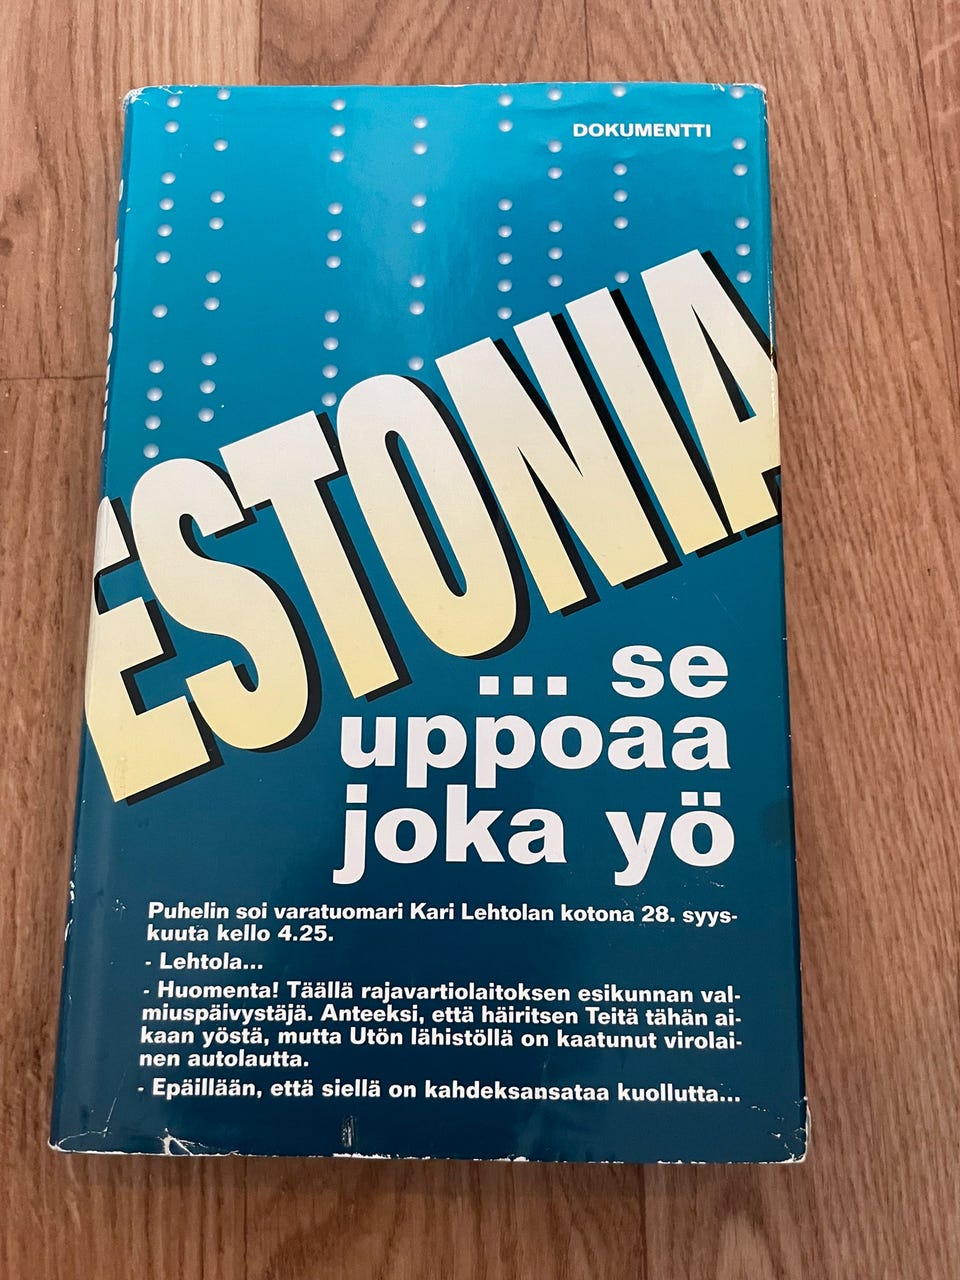 DOKUMENTTI
ESTONIA
... se
uppoaa
joka yö
Puhelin soi varatuomari Kari Lehtolan kotona 28. syys-
kuuta kello 4.25.
- Lehtola...
- Huomenta! Täällä rajavartiolaitoksen esikunnan val-
miuspäivystäjä. Anteeksi, että häiritsen Teitä tähän ai-
kaan yöstä, mutta Utön lähistöllä on kaatunut virolai-
nen autolautta.
- Epäillään, että siellä on kahdeksansataa kuollutta...